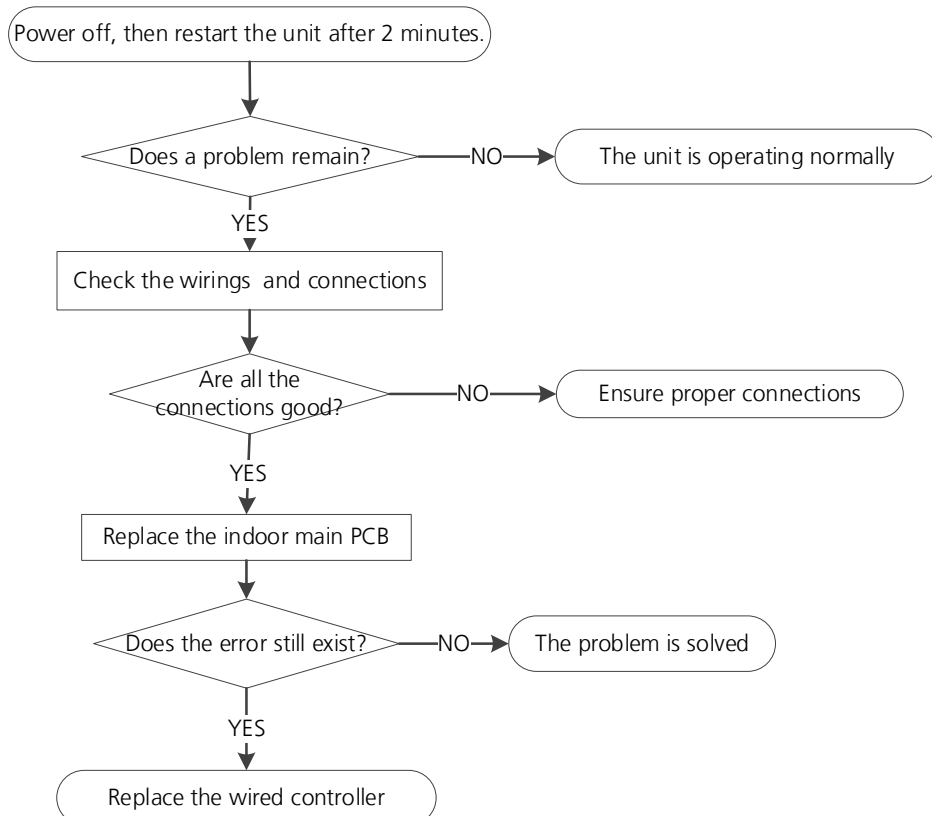 Power off, then restart the unit after 2 minutes.
Does a problem remain?
NO
The unit is operating normally
YES
Check the wirings  and connections
Are all the
connections good?
NO
Ensure proper connections
YES
Replace the indoor main PCB
Does the error still exist?
NO
The problem is solved
YES
Replace the wired controller